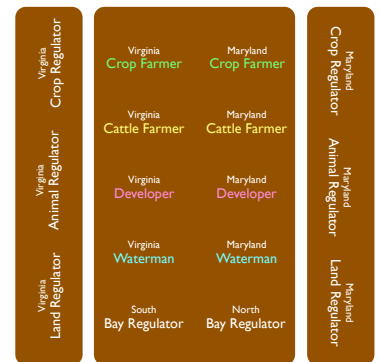 Virginia
Crop Regulator
Virginia
Animal Regulator
Virginia
Land Regulator
Virginia
Crop Farmer
Maryland
Crop Farmer
Virginia
Cattle Farmer
Maryland
Cattle Farmer
Virginia
Developer
Maryland
Developer
Virginia
Waterman
Maryland
Waterman
South
Bay Regulator
North
Bay Regulator
Maryland
Crop Regulator
Maryland
Animal Regulator
Maryland
Land Regulator